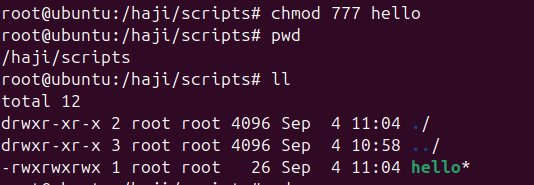 root@ubuntu:/haji/scripts# chmod 777 hello
root@ubuntu:/haji/scripts# pwd
/haji/scripts
root@ubuntu:/haji/scripts# ll
total 12
drwxr-xr-x 2 root root 4096 Sep  4 11:04 ./
drwxr-xr-x 3 root root 4096 Sep  4 10:58 ../
-rwxrwxrwx 1 root root   26 Sep  4 11:04 hello*